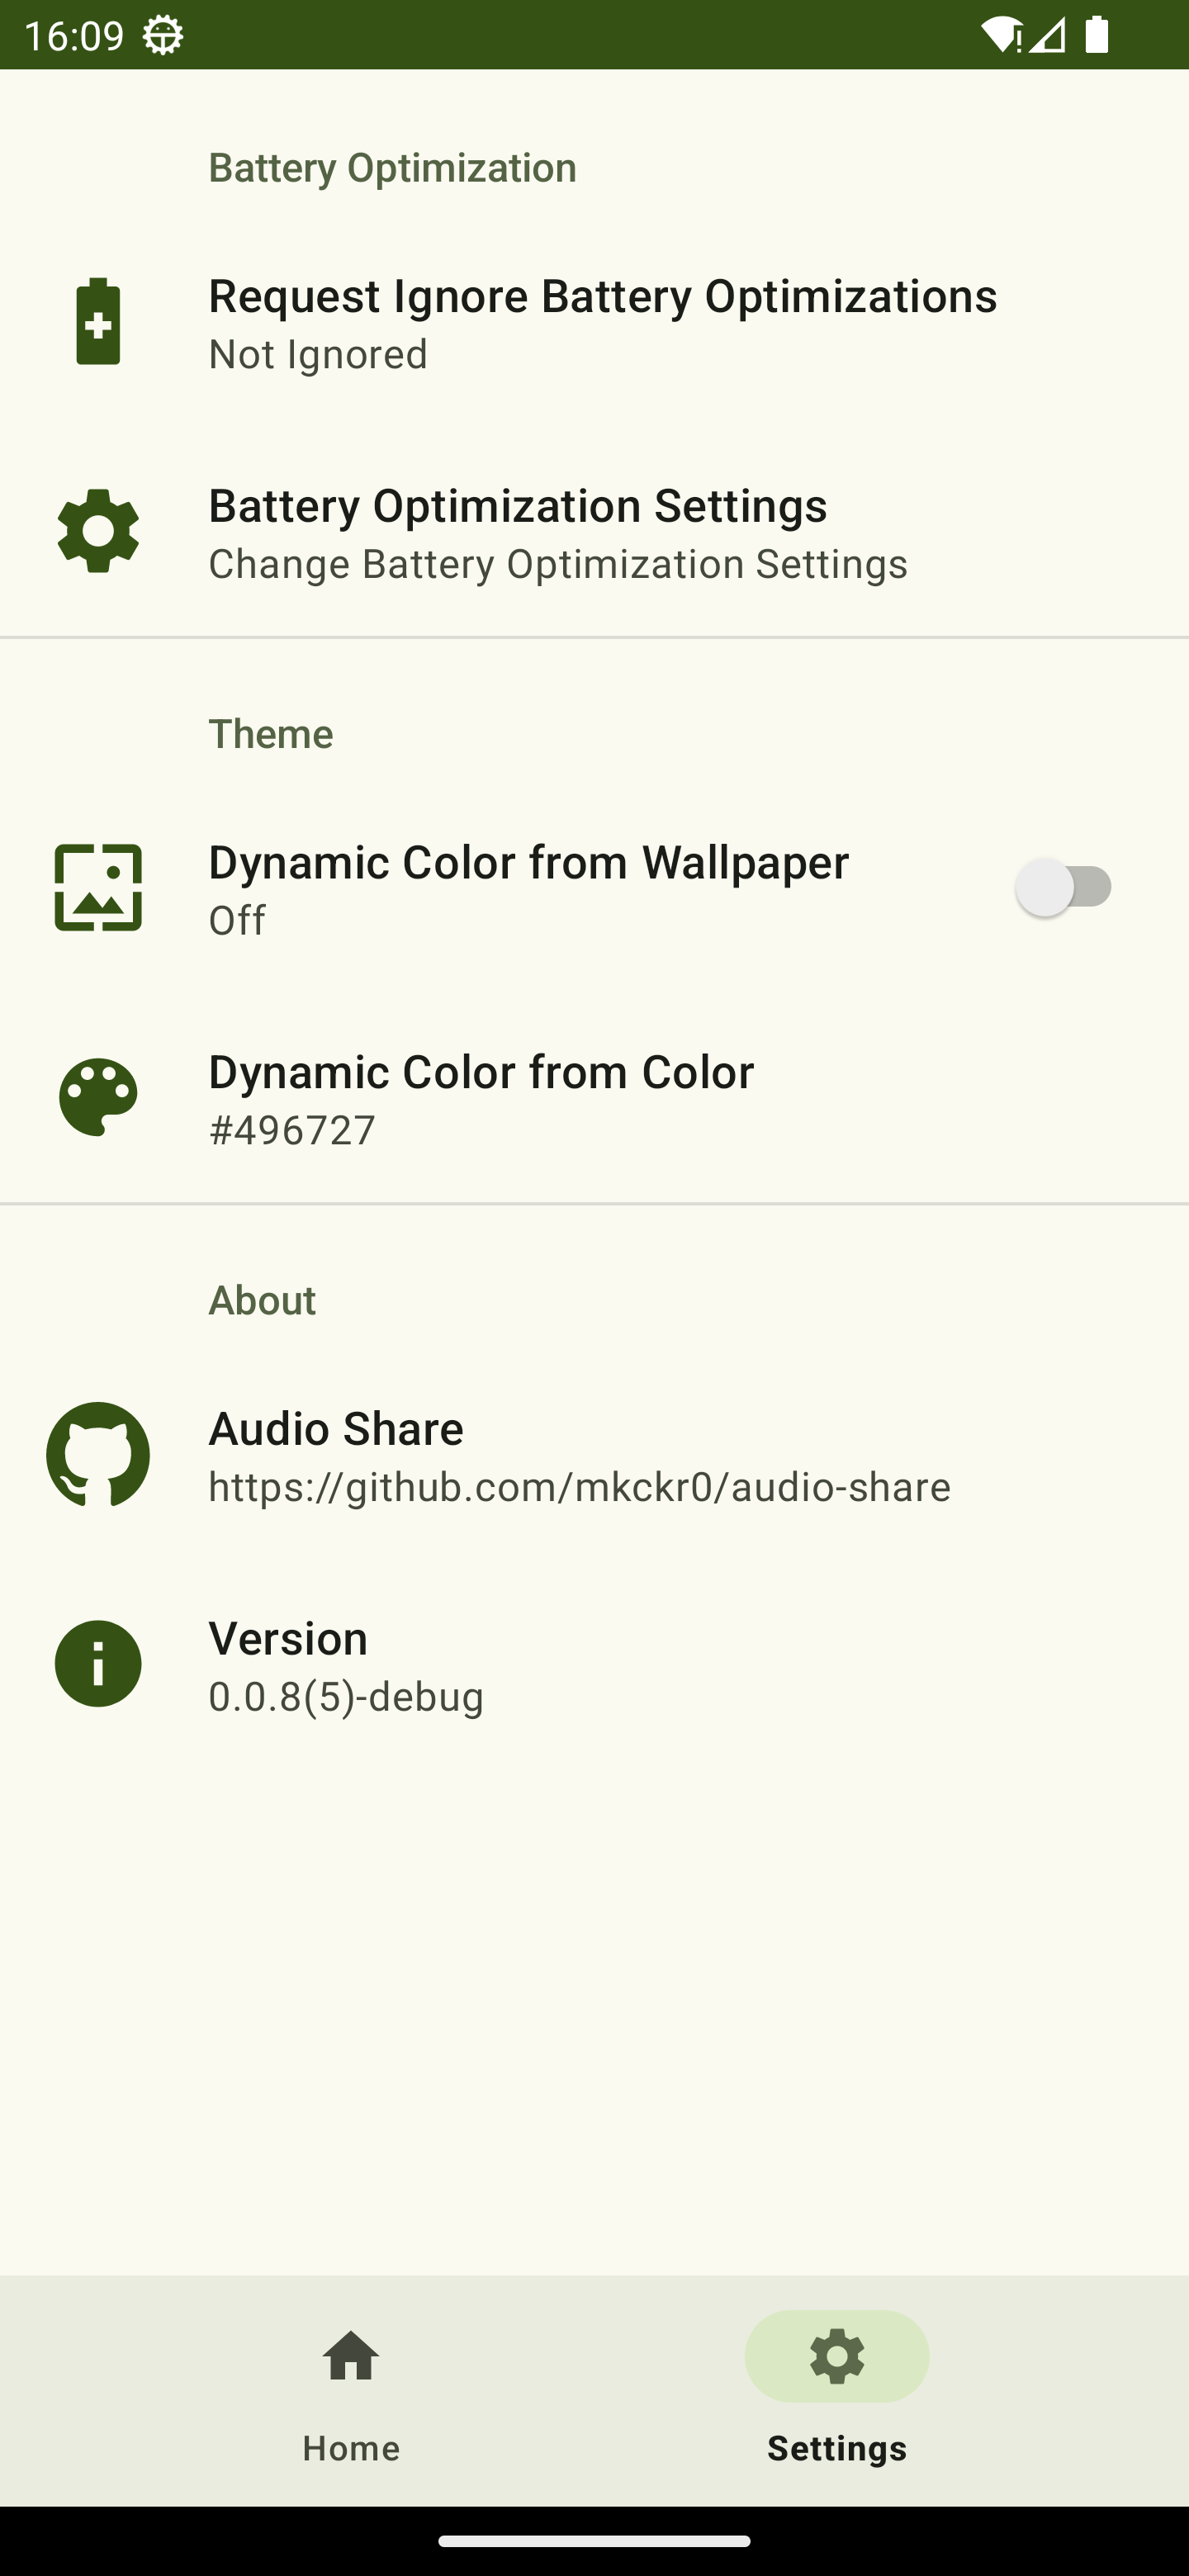 16:09
Battery Optimization
Request Ignore Battery Optimizations
Not Ignored
Battery Optimization Settings
Change Battery Optimization Settings
Theme
Dynamic Color from Wallpaper
Off
Dynamic Color from Color
#496727
About
Audio Share
https://github.com/mkckr0/audio-share
Version
0.0.8(5)-debug
Home
Settings